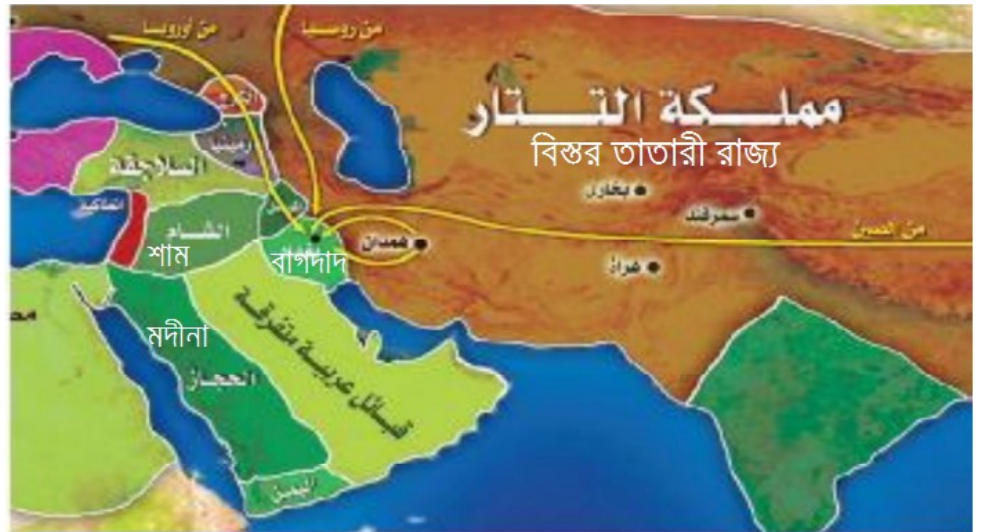 من أوروبا
من روسيا
مملكة التتار
বিস্তর তাতারী রাজ্য
السلاجقة
بخارى
سمرقند
من الصين
الشام
শাম
বাগদাদ
همدان
هراة
মদীনা
الحجاز
قبائل عربية متفرقة
اليمن